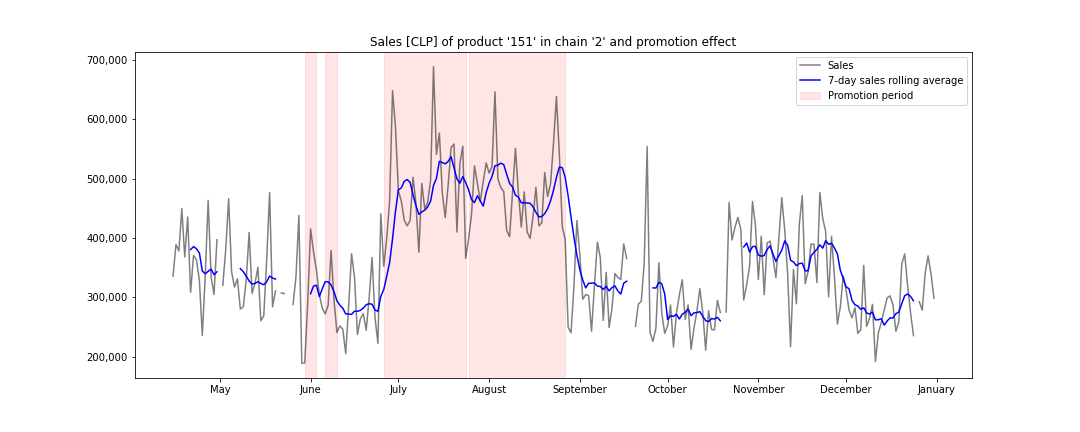 Sales [CLP] of product '151' in chain '2' and promotion effect
700,000
600,000
500,000
400,000
300,000
200,000
Sales
7-day sales rolling average
Promotion period
May June July August September October November December January